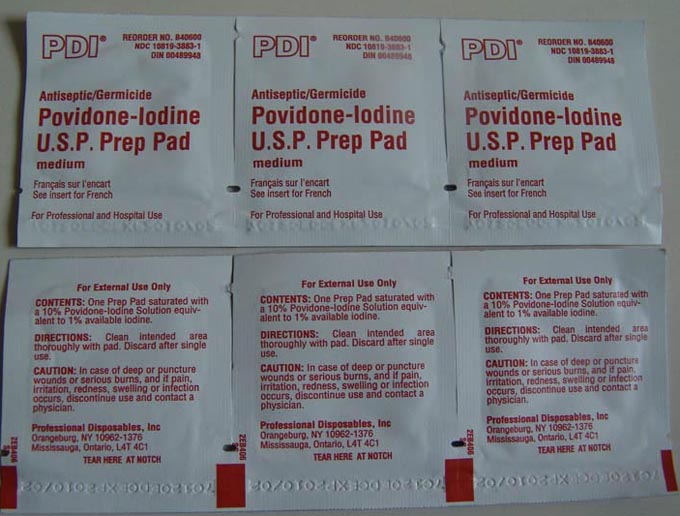 PDI®
REORDER NO. B40600
NDC 10819-3883-1
DIN 00489948
Antiseptic/Germicide
Povidone-Iodine
U.S.P. Prep Pad
medium
Français sur l'encart
See insert for French
For Professional and Hospital Use
PDI®
REORDER NO. B40600
NDC 10819-3883-1
DIN 00489948
Antiseptic/Germicide
Povidone-Iodine
U.S.P. Prep Pad
medium
Français sur l'encart
See insert for French
For Professional and Hospital Use
PDI®
REORDER NO. B40600
NDC 10819-3883-1
DIN 00489948
Antiseptic/Germicide
Povidone-Iodine
U.S.P. Prep Pad
medium
Français sur l'encart
See insert for French
For Professional and Hospital Use
For External Use Only
CONTENTS: One Prep Pad saturated with
a 10% Povidone-Iodine Solution equiv-
alent to 1% available iodine.
DIRECTIONS: Clean intended area
thoroughly with pad. Discard after single
use.
CAUTION: In case of deep or puncture
wounds or serious burns, and if pain,
irritation, redness, swelling or infection
occurs, discontinue use and contact a
physician.
Professional Disposables, Inc
Orangeburg, NY 10962-1376
Mississauga, Ontario, L4T 4C1
TEAR HERE AT NOTCH
For External Use Only
CONTENTS: One Prep Pad saturated with
a 10% Povidone-Iodine Solution equiv-
alent to 1% available iodine.
DIRECTIONS: Clean intended area
thoroughly with pad. Discard after single
use.
CAUTION: In case of deep or puncture
wounds or serious burns, and if pain,
irritation, redness, swelling or infection
occurs, discontinue use and contact a
physician.
Professional Disposables, Inc
Orangeburg, NY 10962-1376
Mississauga, Ontario, L4T 4C1
TEAR HERE AT NOTCH
For External Use Only
CONTENTS: One Prep Pad saturated with
a 10% Povidone-Iodine Solution equiv-
alent to 1% available iodine.
DIRECTIONS: Clean intended area
thoroughly with pad. Discard after single
use.
CAUTION: In case of deep or puncture
wounds or serious burns, and if pain,
irritation, redness, swelling or infection
occurs, discontinue use and contact a
physician.
Professional Disposables, Inc
Orangeburg, NY 10962-1376
Mississauga, Ontario, L4T 4C1
TEAR HERE AT NOTCH